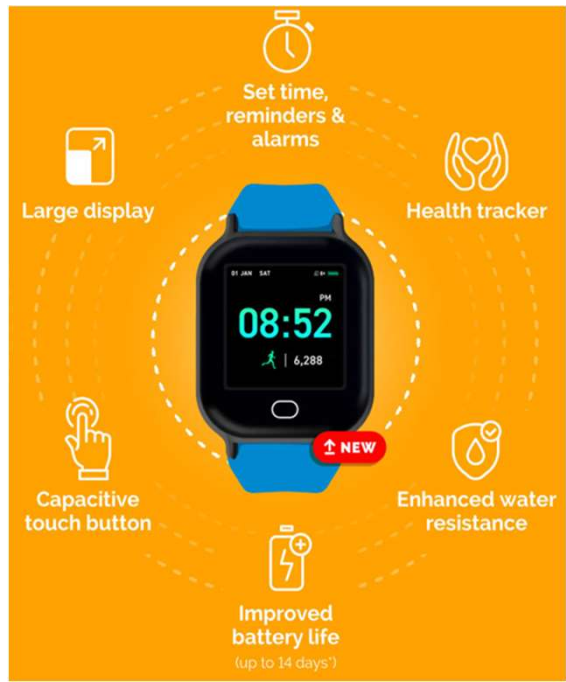 Set time,
reminders &
alarms
Large display
Health tracker
01 JAN SAT
PM
08:52
6,288
NEW
Capacitive
touch button
Enhanced water
resistance
Improved
battery life
(up to 14 days*)